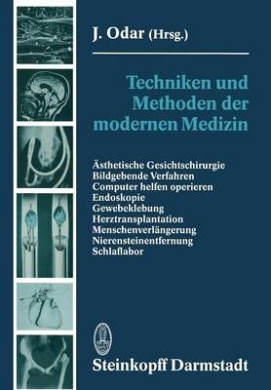 J. Odar (Hrsg.)
Techniken und
Methoden der
modernen Medizin
Ästhetische Gesichtschirurgie
Bildgebende Verfahren
Computer helfen operieren
Endoskopie
Gewebeklebung
Herztransplantation
Menschenverlängerung
Nierensteinentfernung
Schlaflabor
Steinkopff Darmstadt